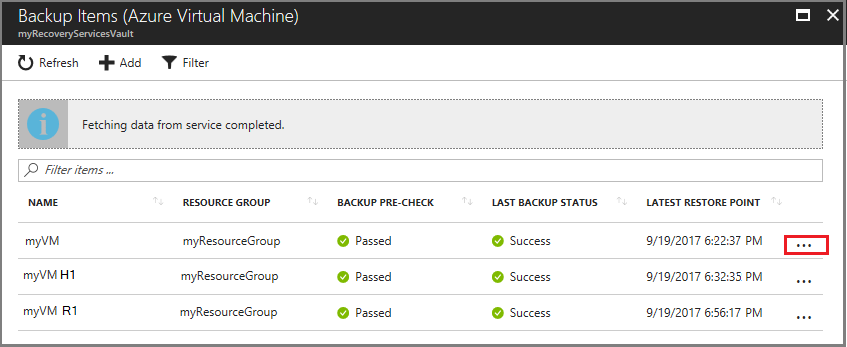 Backup Items (Azure Virtual Machine)
myRecoveryServicesVault
Refresh Add Filter
Fetching data from service completed.
Filter items ...
NAME RESOURCE GROUP BACKUP PRE-CHECK LAST BACKUP STATUS LATEST RESTORE POINT
myVM myResourceGroup Passed Success 9/19/2017 6:22:37 PM ...
myVM H1 myResourceGroup Passed Success 9/19/2017 6:32:35 PM ...
myVM R1 myResourceGroup Passed Success 9/19/2017 6:56:17 PM ...